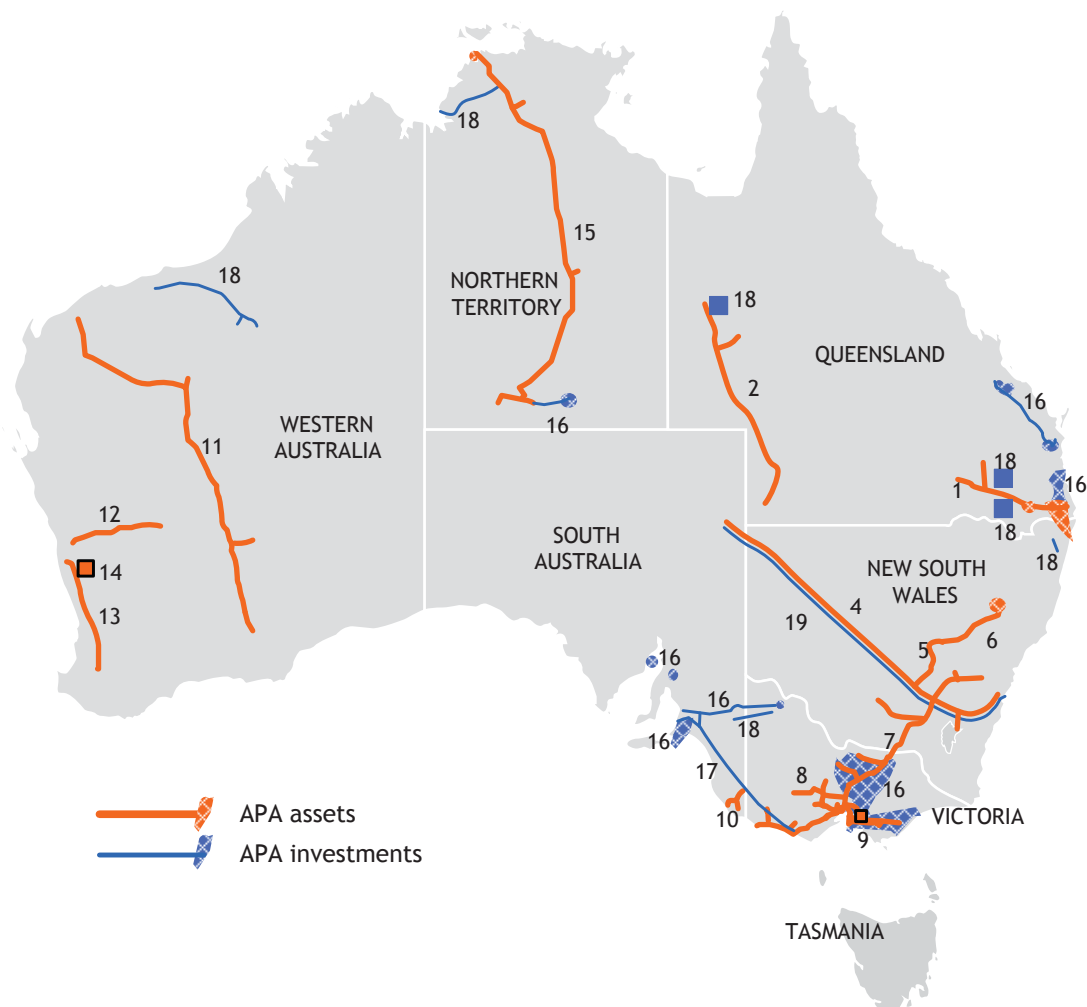 18
15
18
NORTHERN
TERRITORY
18
QUEENSLAND
2
16
16
WESTERN
AUSTRALIA
11
18
1
16
12
18
SOUTH
AUSTRALIA
18
14
NEW SOUTH
WALES
4
13
19
5
6
16
16
18
16
7
17
8
16
10
VICTORIA
9
APA assets
APA investments
TASMANIA